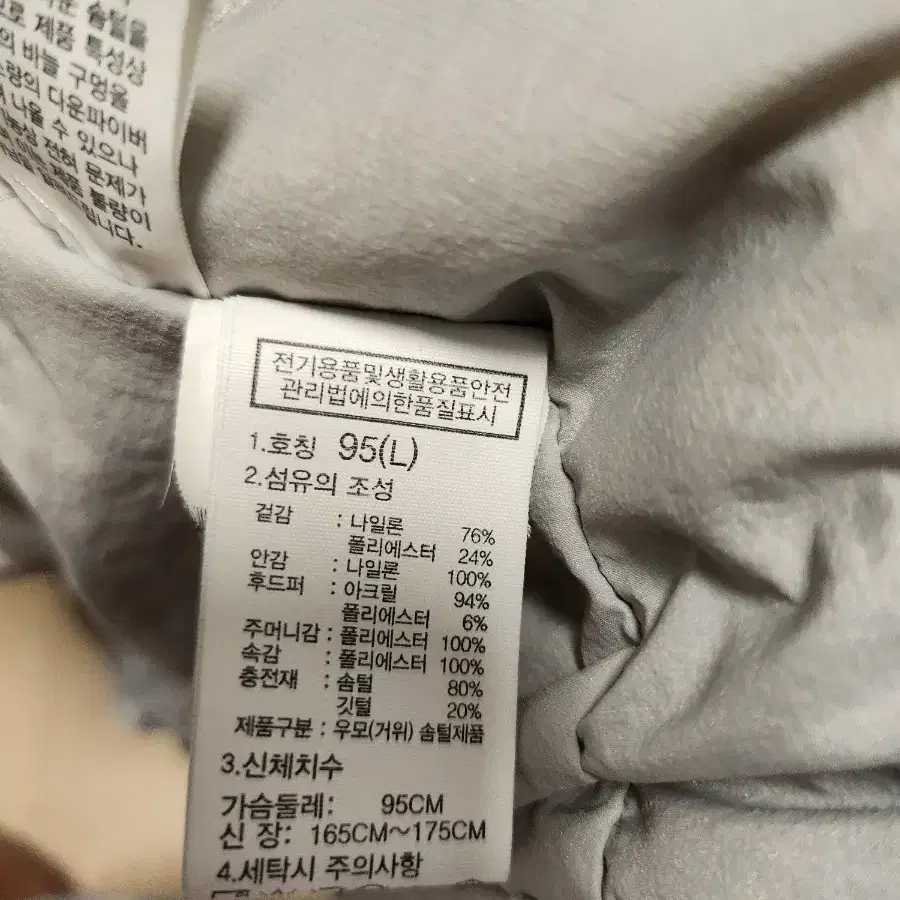 솜털을
제품 특성상
의 바늘 구멍을
의 다운파이버
나올 수 있으나
전혀 문제가
제품 불량이
전기용품및생활용품안전
관리법에의한품질표시
1.호칭 95(L)
2.섬유의 조성
겉감 : 나일론 76%
폴리에스터 24%
안감 : 나일론 100%
후드퍼 : 아크릴 94%
폴리에스터 6%
주머니감 : 폴리에스터 100%
속감 : 폴리에스터 100%
충전재 : 솜털 80%
깃털 20%
제품구분 : 우모(거위) 솜털제품
3.신체치수
가슴둘레: 95CM
신 장: 165CM~175CM
4.세탁시 주의사항